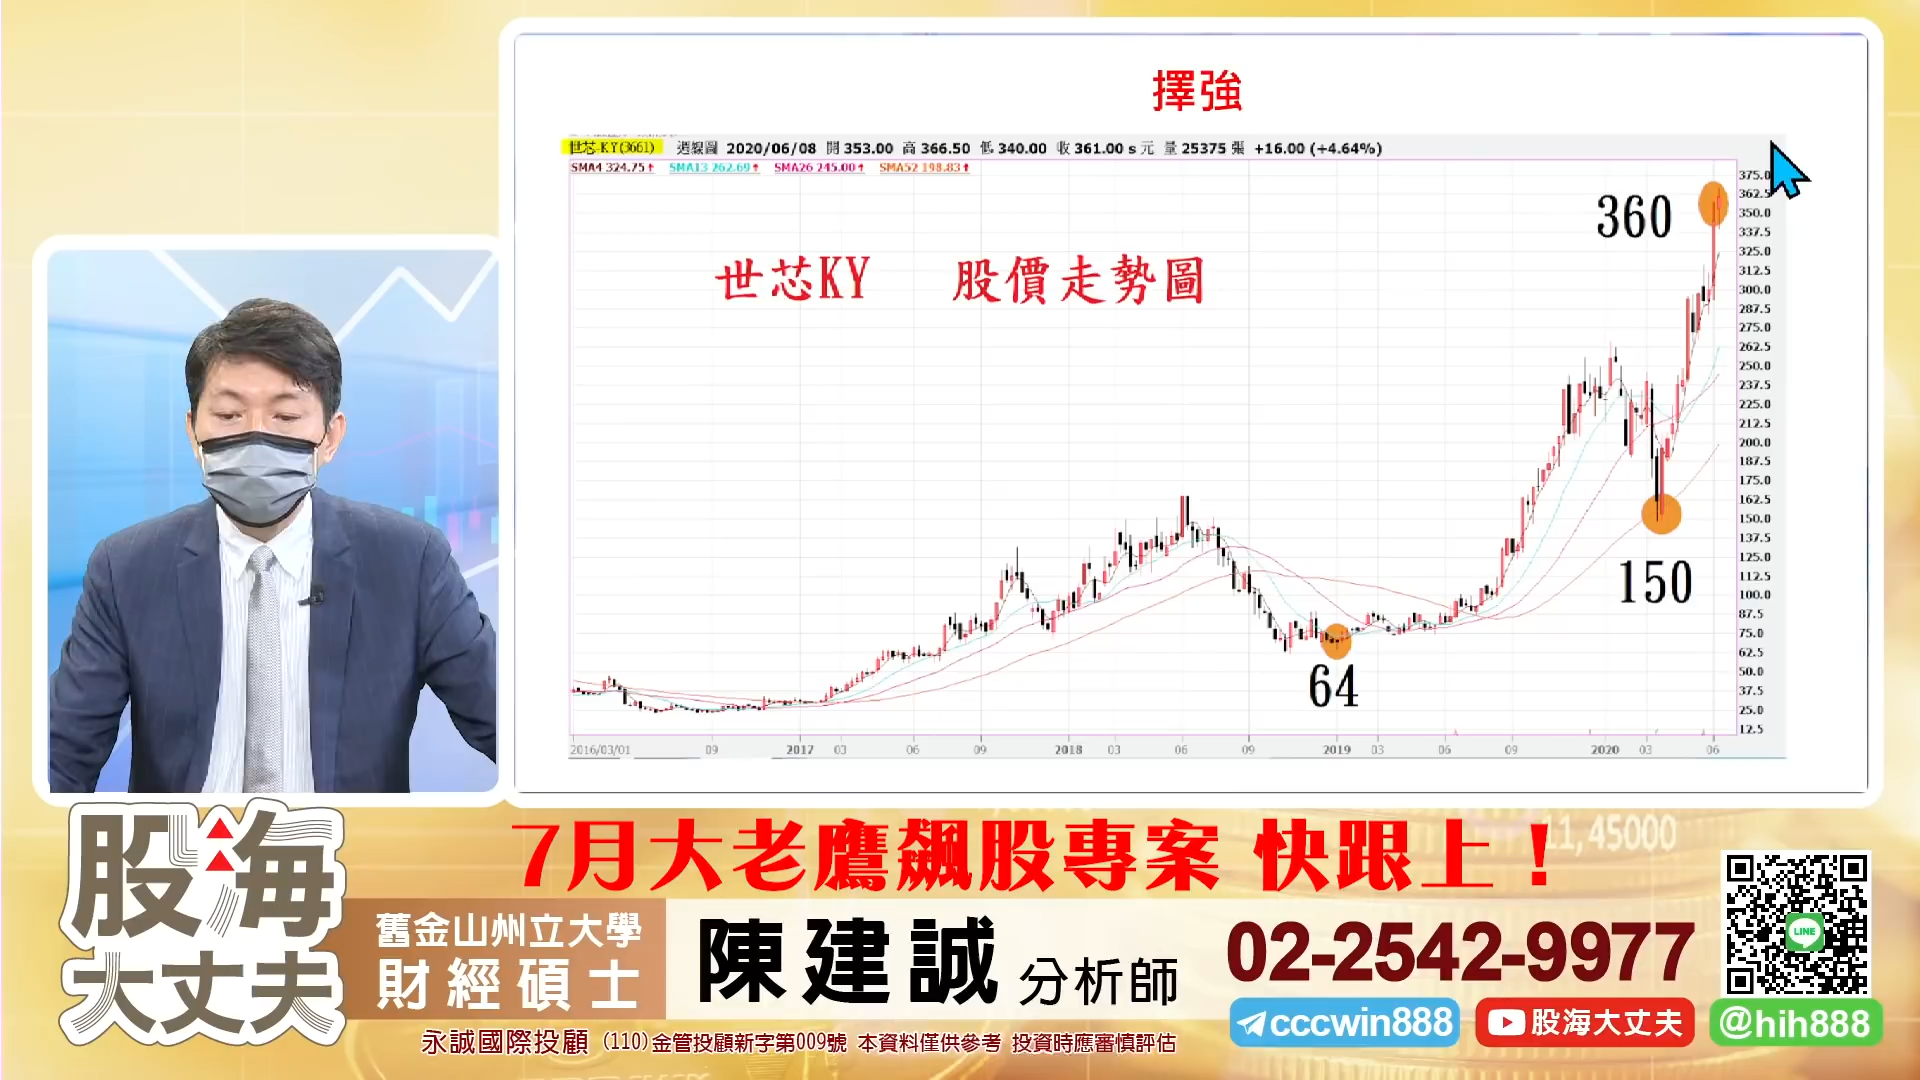 擇強
世芯-KY(3661) 週線圖 2020/06/08 開 353.00 高 366.50 低 340.00 收 361.00 s 元 量 25375 張 +16.00 (+4.64%)
SMA4 324.75↑ SMA13 262.69↑ SMA26 245.00↑ SMA52 198.83↑
世芯KY 股價走勢圖
360
150
64
375.0
362.5
350.0
337.5
325.0
312.5
300.0
287.5
275.0
262.5
250.0
237.5
225.0
212.5
200.0
187.5
175.0
162.5
150.0
137.5
125.0
112.5
100.0
87.5
75.0
62.5
50.0
37.5
25.0
12.5
2016/03/01 09 2017 03 06 09 2018 03 06 09 2019 03 06 09 2020 03 06
股海
大丈夫
7月大老鷹飆股專案 快跟上！
11,45000
舊金山州立大學
財經碩士
陳建誠 分析師
02-2542-9977
LINE
cccwin888
股海大丈夫
@hih888
永誠國際投顧 (110)金管投顧新字第009號 本資料僅供參考 投資時應審慎評估